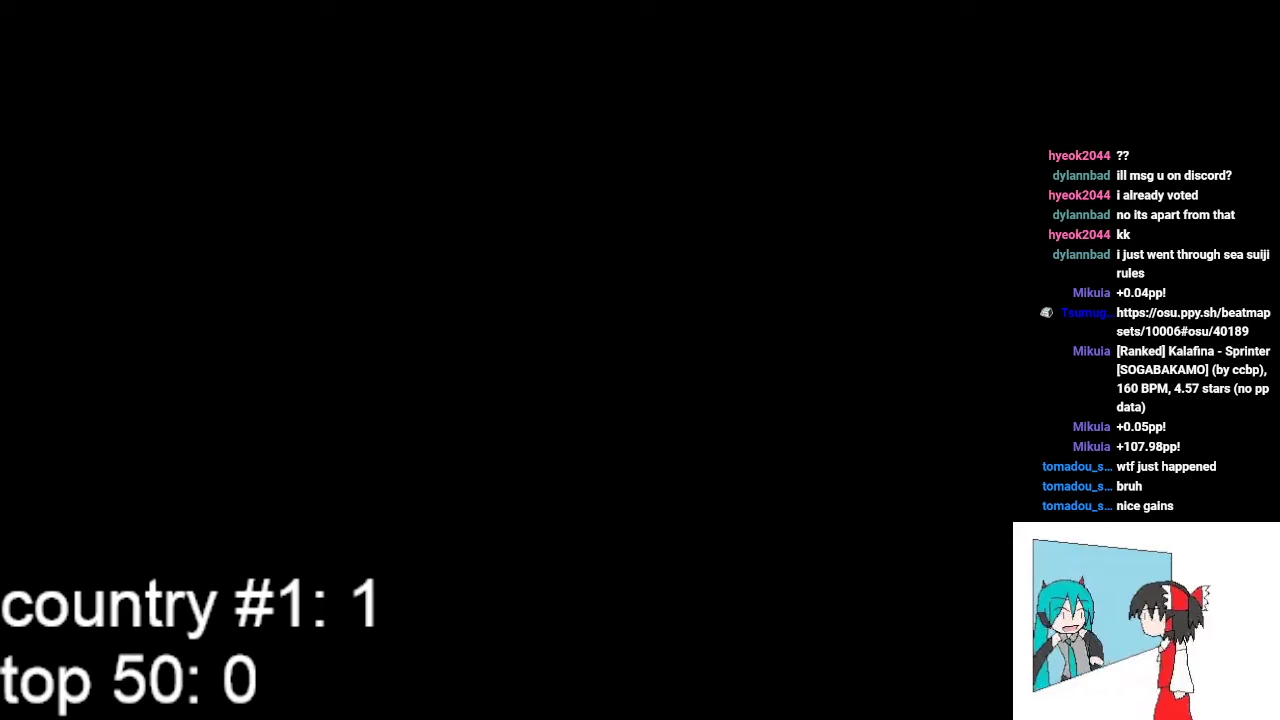 hyeok2044 ??
dylannbad ill msg u on discord?
hyeok2044 i already voted
dylannbad no its apart from that
hyeok2044 kk
dylannbad i just went through sea suiji
rules
Mikuia +0.04pp!
Tsumug... https://osu.ppy.sh/beatmap
sets/10006#osu/40189
Mikuia [Ranked] Kalafina - Sprinter
[SOGABAKAMO] (by ccbp),
160 BPM, 4.57 stars (no pp
data)
Mikuia +0.05pp!
Mikuia +107.98pp!
tomadou_s... wtf just happened
tomadou_s... bruh
tomadou_s... nice gains
country #1: 1
top 50: 0